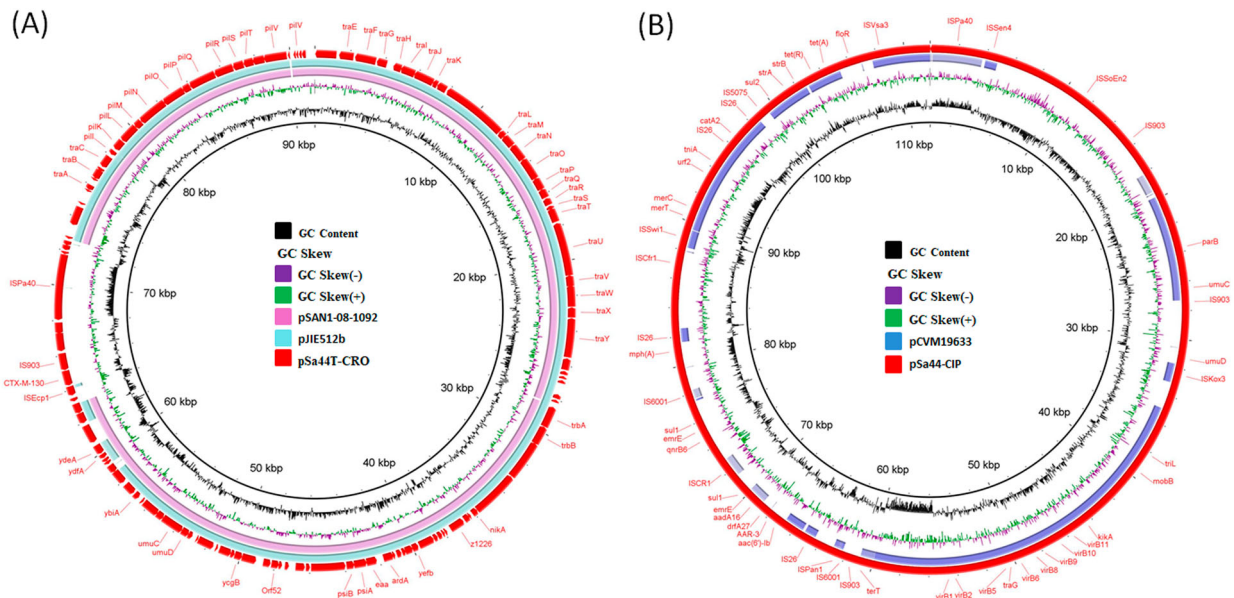 (A)
pilV
pilV
pilT
pilS
pilR
pilQ
pilP
pilO
pilN
pilM
pilL
pilK
pilI
traC
traB
traA
ISPa40
IS903
CTX-M-130
ISEcp1
ydeA
ydfA
ybiA
umuC
umuD
ycgB
Orf52
psiB
psiA
eaa
ardA
yefb
z1226
nikA
trbB
trbA
traY
traX
traW
traV
traU
traT
traS
traR
traQ
traP
traO
traN
traM
traL
traK
traJ
traI
traH
traG
traF
traE
90 kbp
10 kbp
20 kbp
30 kbp
40 kbp
50 kbp
60 kbp
70 kbp
80 kbp
GC Content
GC Skew
GC Skew(-)
GC Skew(+)
pSAN1-08-1092
pJIE512b
pSa44T-CRO
(B)
ISPa40
ISSen4
ISSoEn2
IS903
parB
umuC
IS903
umuD
ISKox3
triL
mobB
kikA
virB11
virB10
virB9
virB8
virB6
traG
virB5
virB2
virB1
terT
IS903
IS6001
ISPan1
IS26
aac(6')-Ib
AAR-3
drfA27
aadA16
emrE
sul1
ISCR1
qnrB6
emrE
sul1
IS6001
mph(A)
IS26
ISCfr1
ISSwi1
merT
merC
urf2
tniA
IS26
catA2
IS26
IS5075
sul2
strA
strB
tet(R)
tet(A)
floR
ISVsa3
110 kbp
10 kbp
20 kbp
30 kbp
40 kbp
50 kbp
60 kbp
70 kbp
80 kbp
90 kbp
100 kbp
GC Content
GC Skew
GC Skew(-)
GC Skew(+)
pCVM19633
pSa44-CIP